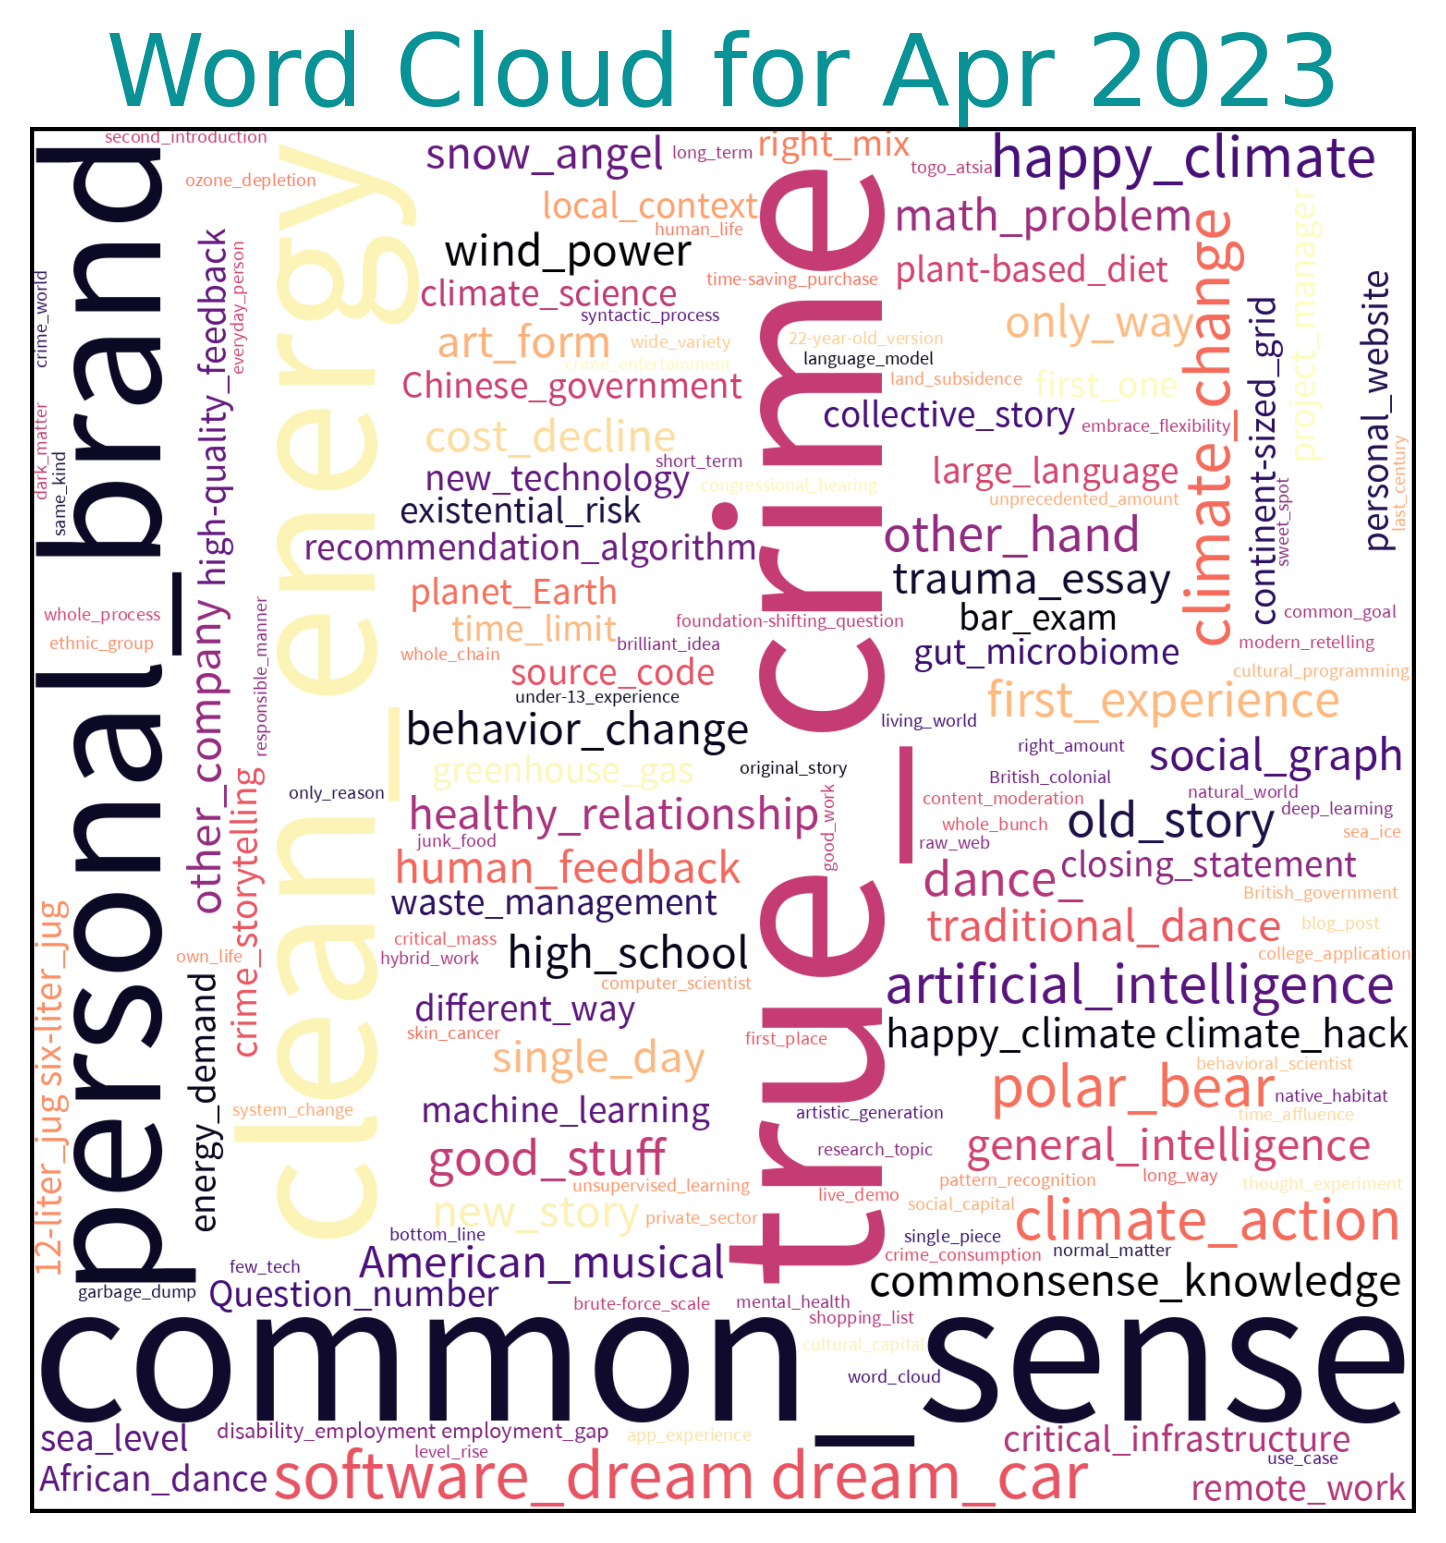 Word Cloud for Apr 2023
second_introduction
ozone_depletion
snow_angel
long_term
right_mix
togo_atsia
happy_climate
local_context
human_life
math_problem
wind_power
time-saving_purchase
plant-based_diet
climate_science
syntactic_process
art_form
wide_variety
22-year-old_version
only_way
crime_entertainment
language_model
Chinese_government
land_subsidence
first_one
collective_story
embrace_flexibility
cost_decline
short_term
new_technology
congressional_hearing
large_language
unprecedented_amount
existential_risk
recommendation_algorithm
other_hand
trauma_essay
planet_Earth
foundation-shifting_question
bar_exam
common_goal
time_limit
brilliant_idea
gut_microbiome
modern_retelling
whole_chain
source_code
cultural_programming
under-13_experience
first_experience
behavior_change
living_world
right_amount
social_graph
greenhouse_gas
original_story
British_colonial
only_reason
natural_world
content_moderation
deep_learning
healthy_relationship
whole_bunch
old_story
sea_ice
junk_food
raw_web
good_work
closing_statement
human_feedback
dance_
British_government
waste_management
traditional_dance
blog_post
critical_mass
high_school
hybrid_work
college_application
own_life
computer_scientist
artificial_intelligence
different_way
skin_cancer
first_place
happy_climate
climate_hack
single_day
behavioral_scientist
polar_bear
native_habitat
system_change
machine_learning
artistic_generation
time_affluence
good_stuff
research_topic
general_intelligence
unsupervised_learning
live_demo
pattern_recognition
long_way
thought_experiment
new_story
private_sector
social_capital
climate_action
bottom_line
single_piece
American_musical
crime_consumption
normal_matter
few_tech
commonsense_knowledge
garbage_dump
Question_number
brute-force_scale
mental_health
shopping_list
cultural_capital
word_cloud
common_sense
sea_level
disability_employment
employment_gap
app_experience
critical_infrastructure
level_rise
use_case
African_dance
software_dream
dream_car
remote_work
crime_world
dark_matter
same_kind
whole_process
ethnic_group
personal_brand
12-liter_jug
six-liter_jug
high-quality_feedback
everyday_person
other_company
responsible_manner
crime_storytelling
energy_demand
clean_energy
true_crime
climate_change
continent-sized_grid
sweet_spot
project_manager
personal_website
last_century